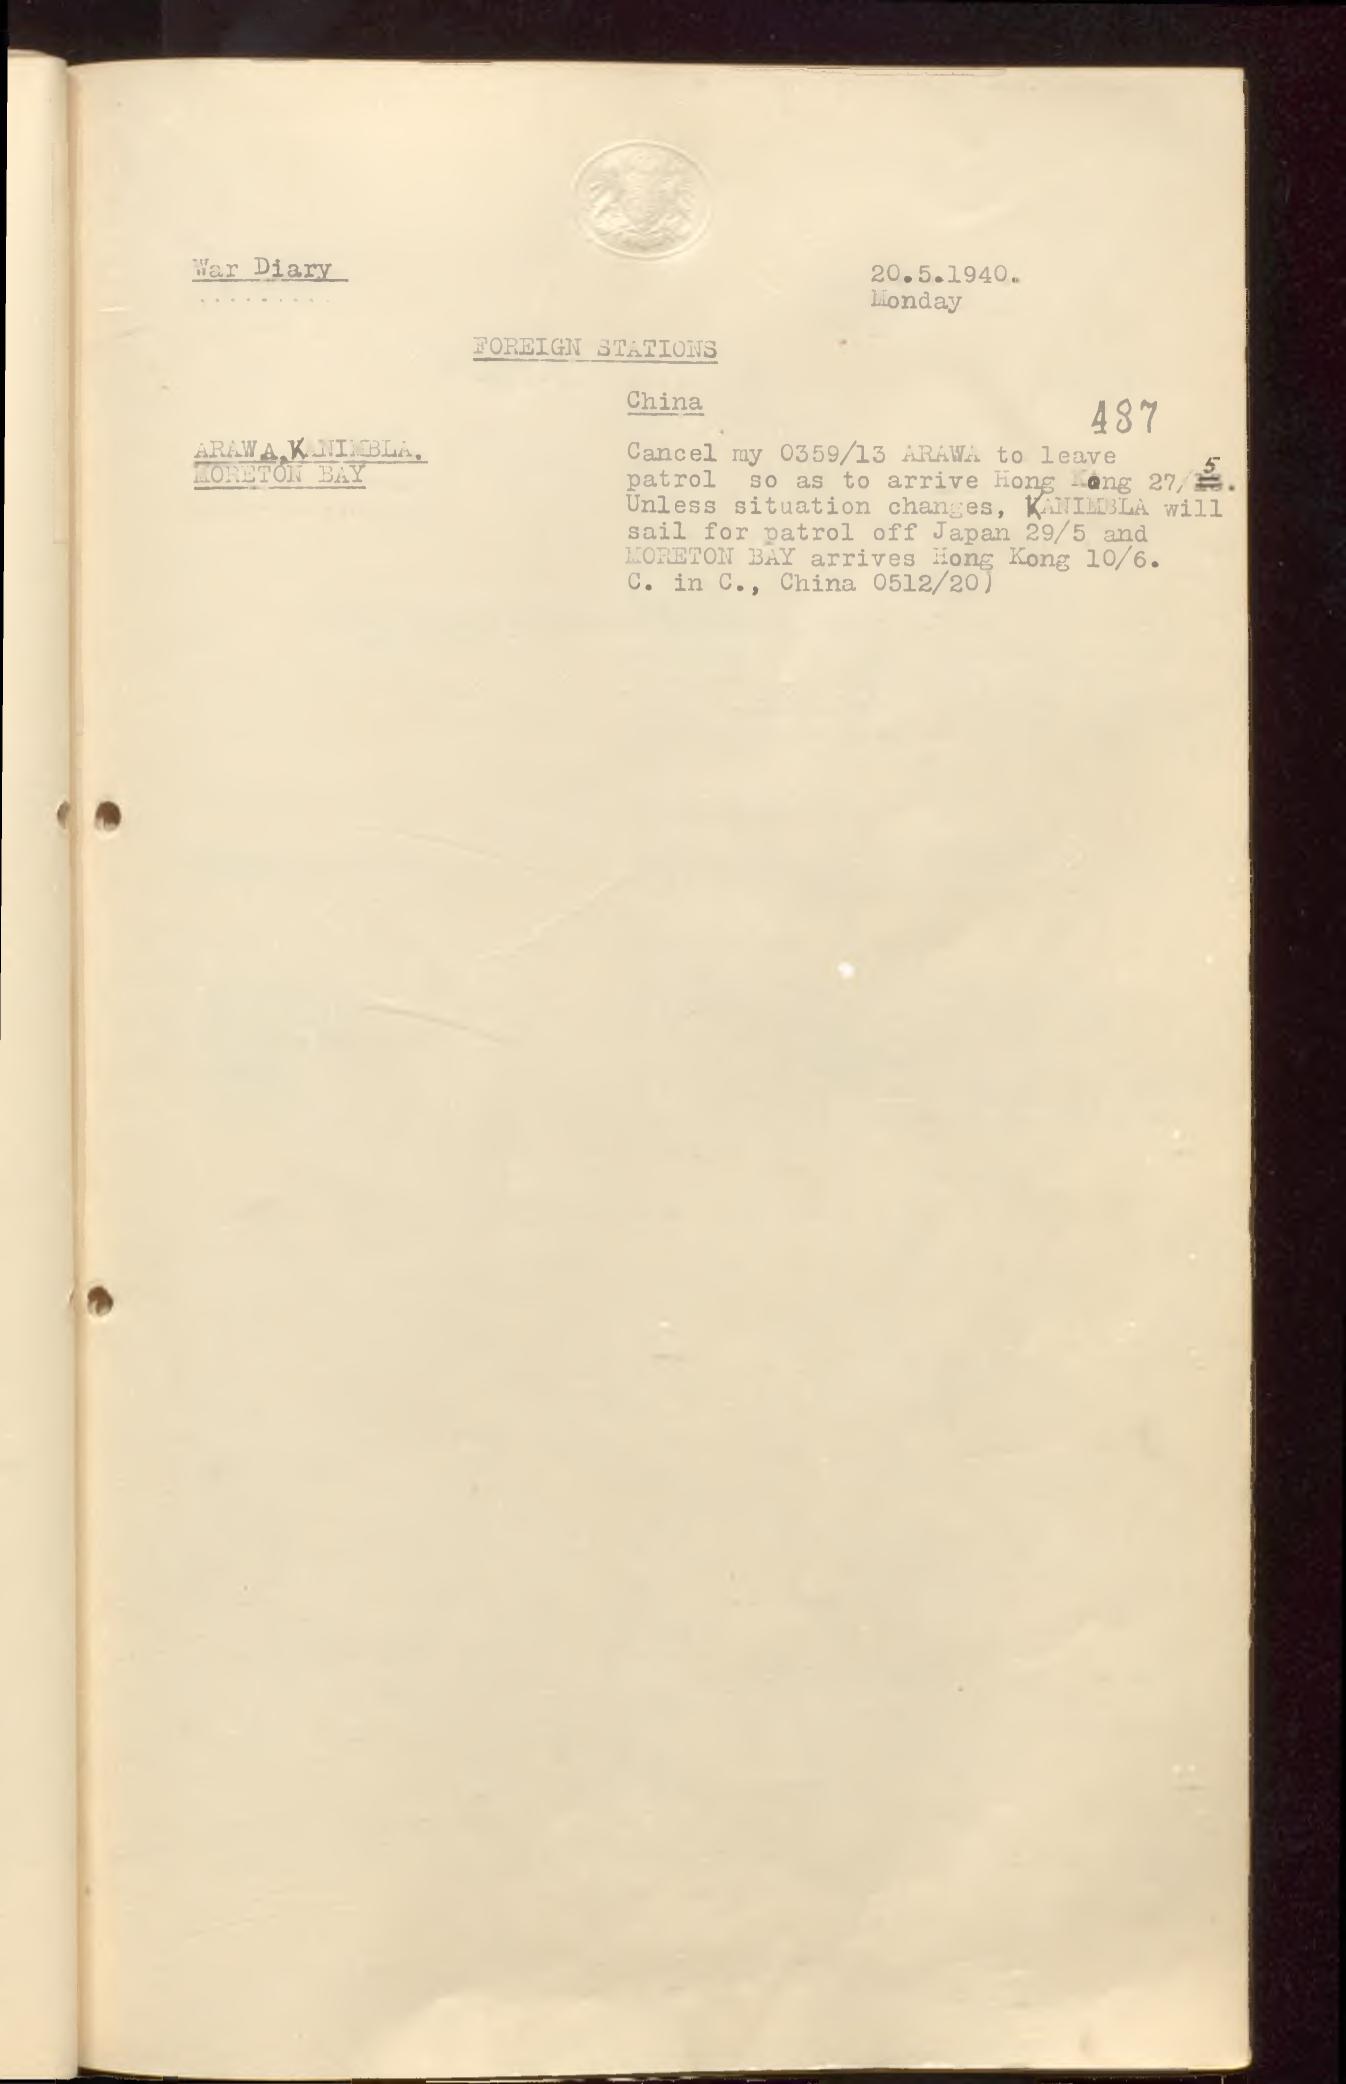 War Diary
.........
20.5.1940.
Monday
FOREIGN STATIONS
China
487
ARAWA, KANIMBLA.
MORETON BAY
Cancel my 0359/13 ARAWA to leave
patrol so as to arrive Hong Kong 27/5.
Unless situation changes, KANIMBLA will
sail for patrol off Japan 29/5 and
MORETON BAY arrives Hong Kong 10/6.
C. in C., China 0512/20)